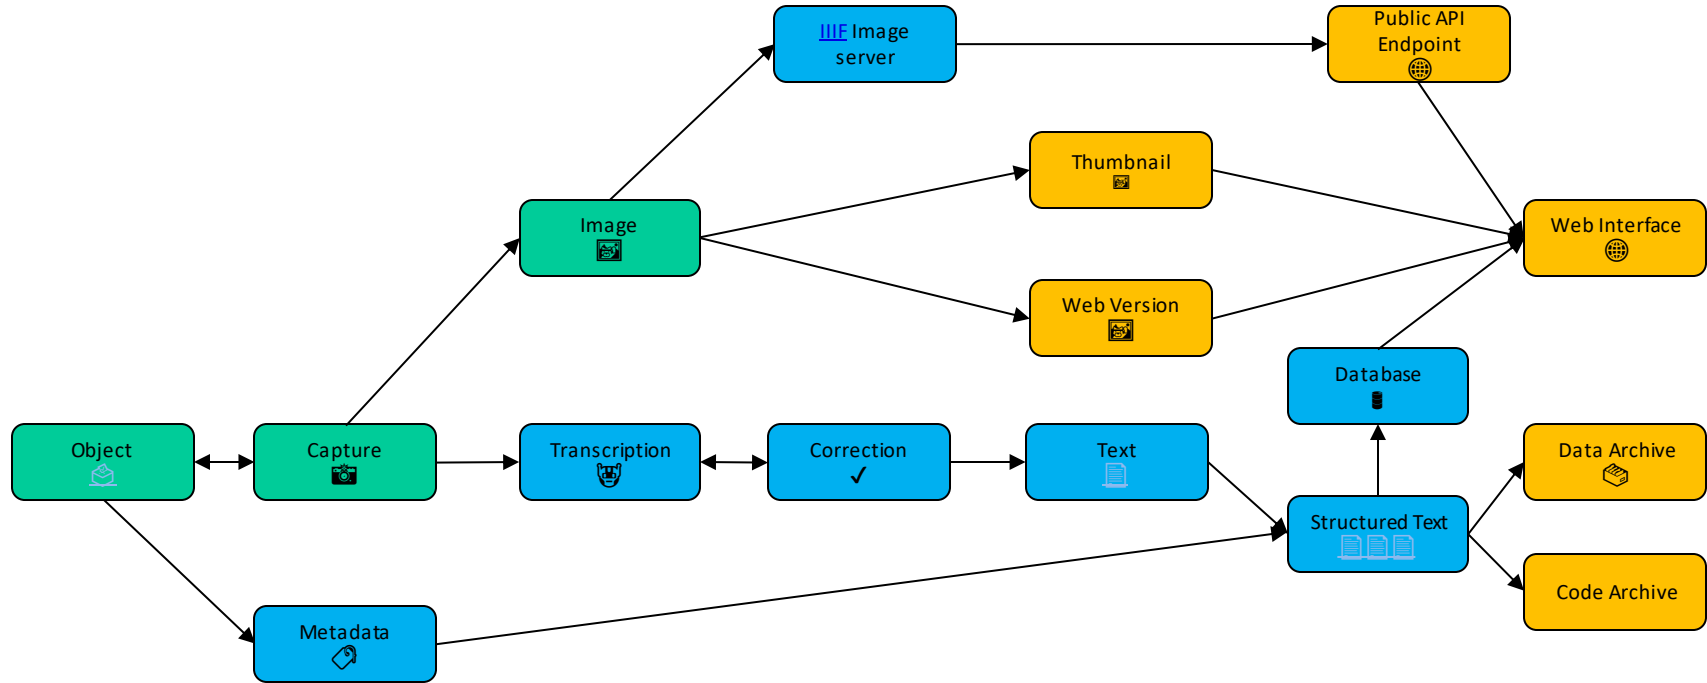 IIIF Image
server
Public API
Endpoint
Thumbnail
Image
Web Interface
Web Version
Database
Object
Capture
Transcription
Correction
Text
Data Archive
Structured Text
Code Archive
Metadata